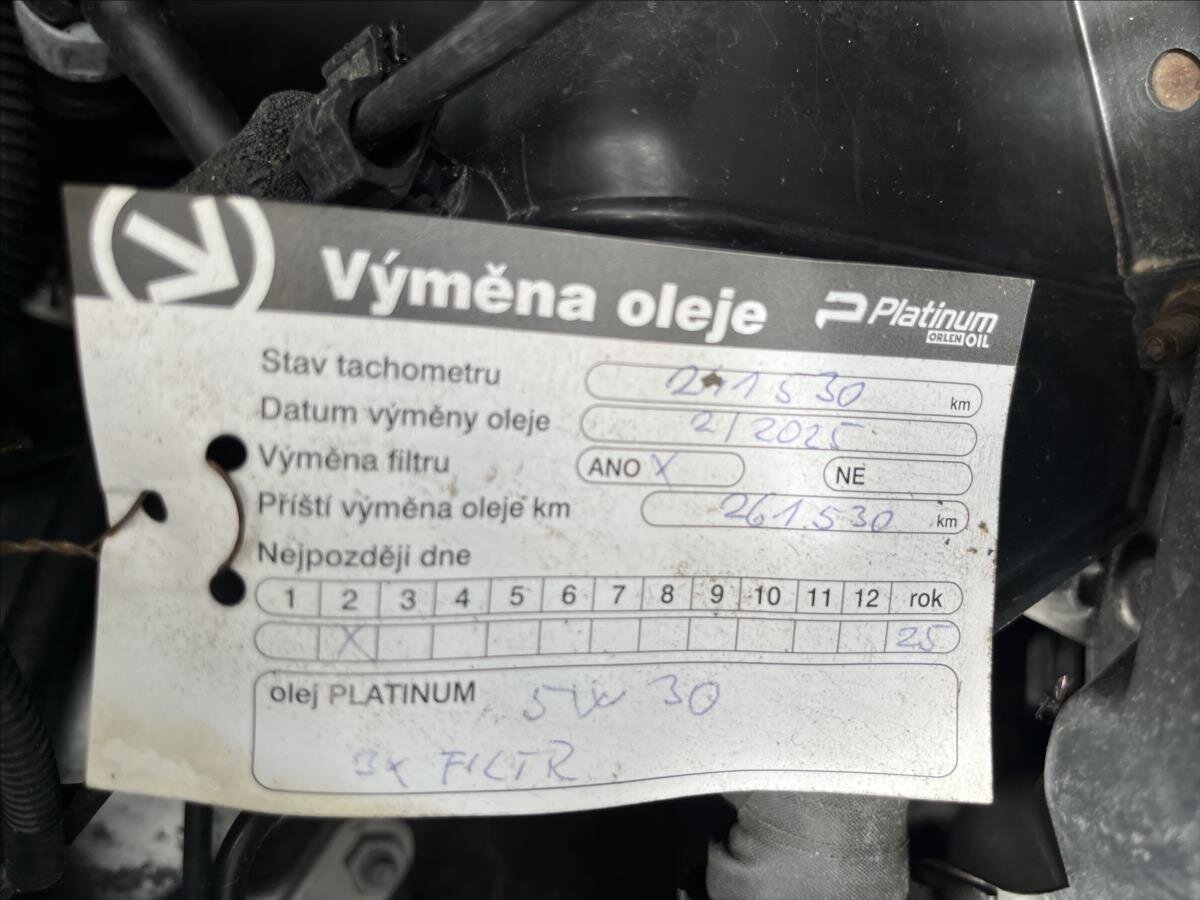 Výměna oleje
Platinum
ORLEN OIL
Stav tachometru 241 530 km
Datum výměny oleje 2/2025
Výměna filtru ANO X NE
Příští výměna oleje km 261 530 km
Nejpozději dne
1 2 3 4 5 6 7 8 9 10 11 12 rok
X 25
olej PLATINUM 5W 30
3x FILTR